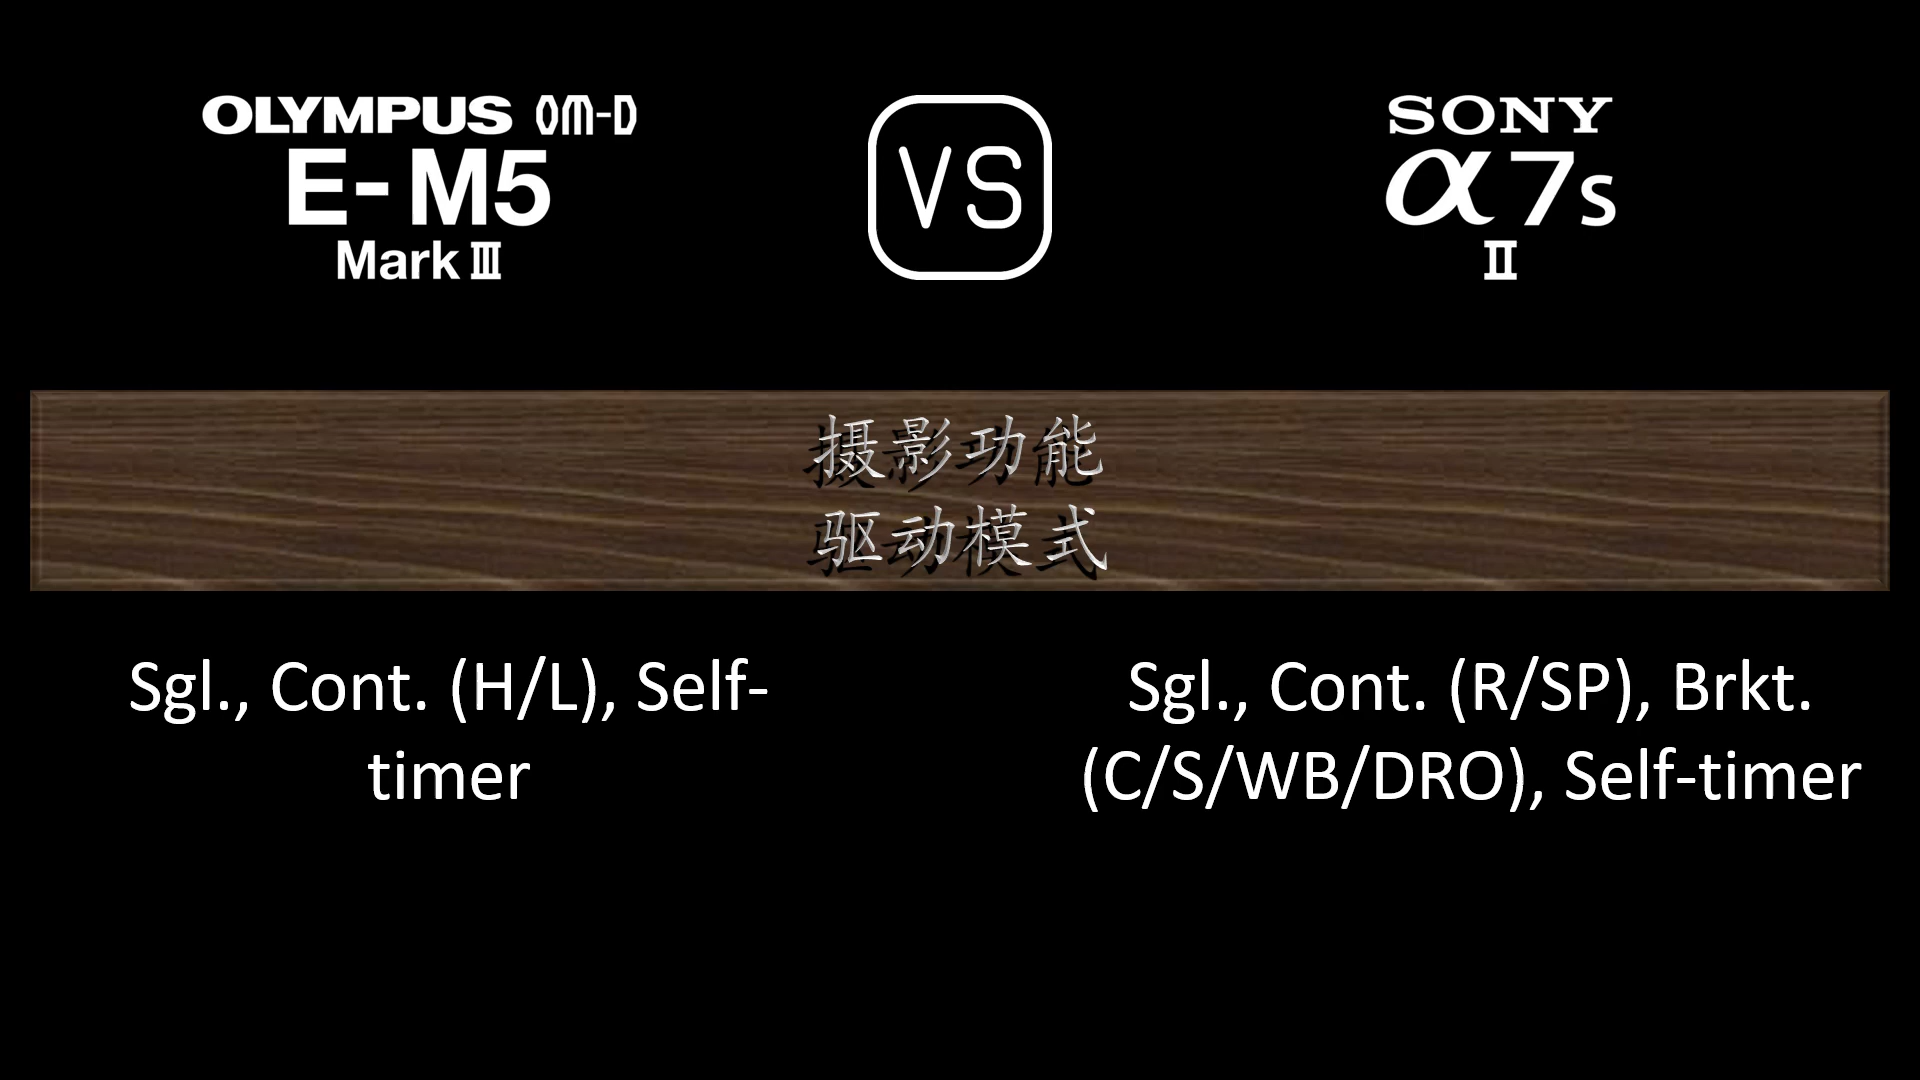 OLYMPUS OM-D
E-M5
Mark III
VS
SONY
α7s
II
摄影功能
驱动模式
Sgl., Cont. (H/L), Self-
timer
Sgl., Cont. (R/SP), Brkt.
(C/S/WB/DRO), Self-timer